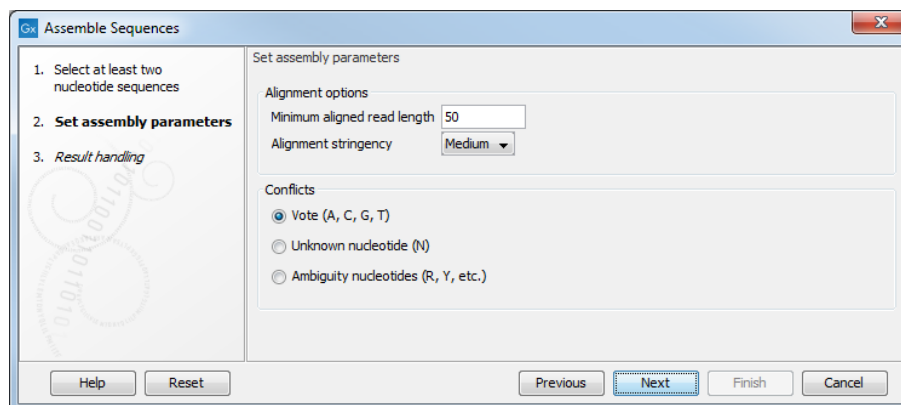 Gx Assemble Sequences
1. Select at least two
nucleotide sequences
2. Set assembly parameters
3. Result handling
Set assembly parameters
Alignment options
Minimum aligned read length 50
Alignment stringency Medium
Conflicts
Vote (A, C, G, T)
Unknown nucleotide (N)
Ambiguity nucleotides (R, Y, etc.)
Help Reset Previous Next Finish Cancel